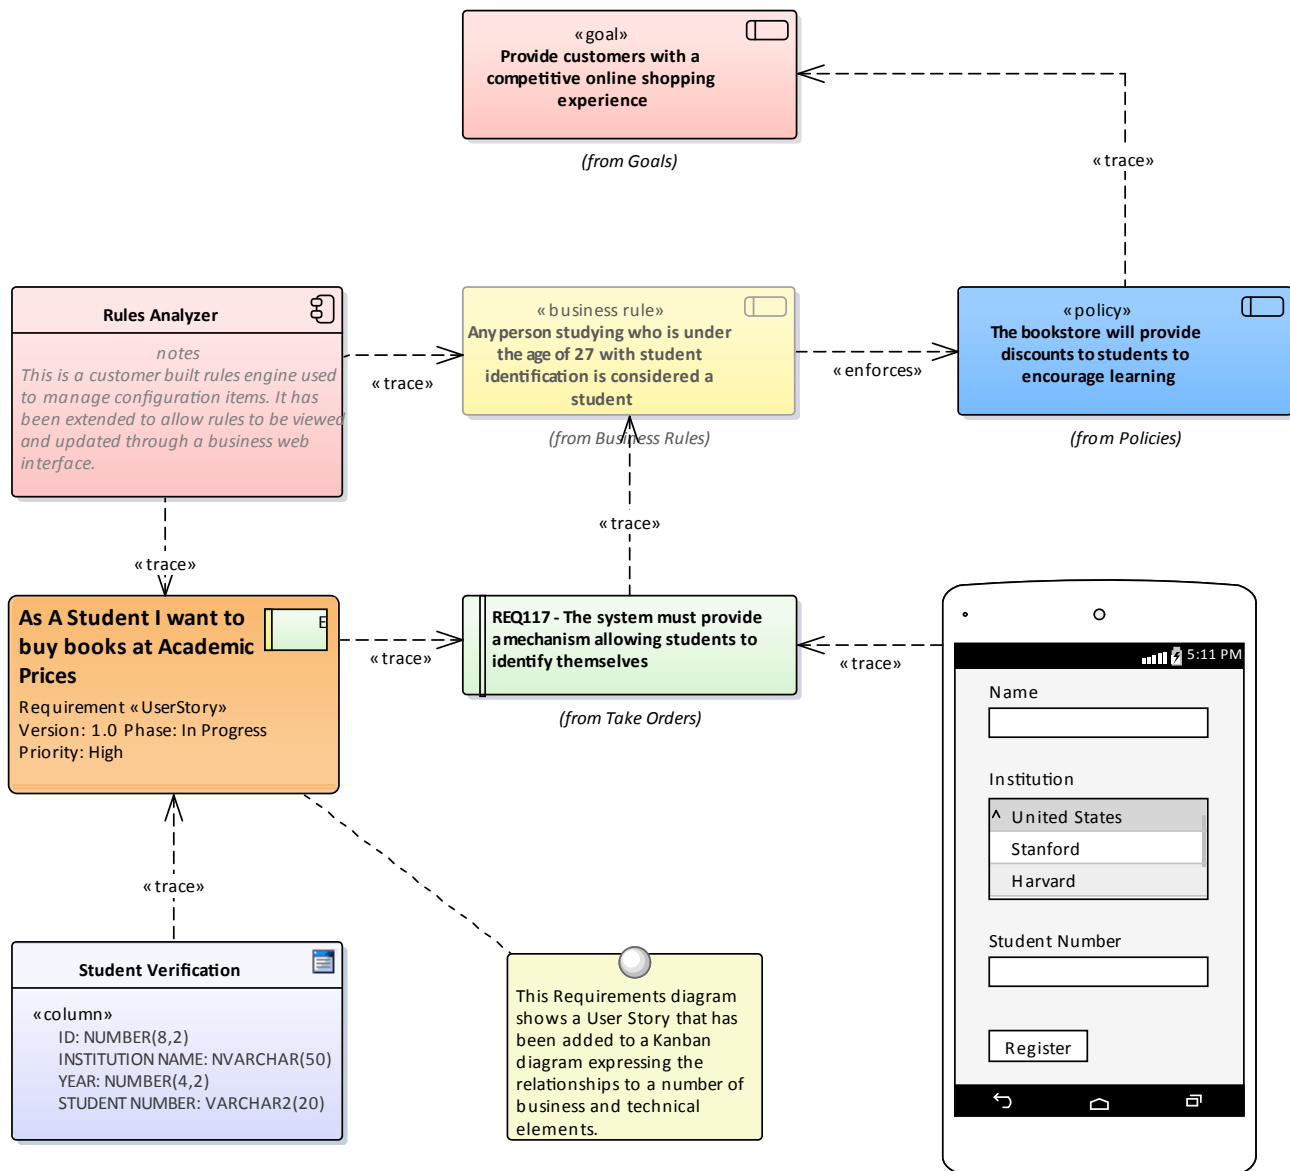 «goal»
Provide customers with a
competitive online shopping
experience
(from Goals)
«trace»
Rules Analyzer
notes
This is a customer built rules engine used
to manage configuration items. It has
been extended to allow rules to be viewed
and updated through a business web
interface.
«trace»
«business rule»
Any person studying who is under
the age of 27 with student
identification is considered a
student
(from Business Rules)
«enforces»
«policy»
The bookstore will provide
discounts to students to
encourage learning
(from Policies)
«trace»
«trace»
As A Student I want to
buy books at Academic
Prices
E
Requirement «UserStory»
Version: 1.0 Phase: In Progress
Priority: High
«trace»
REQ117 - The system must provide
a mechanism allowing students to
identify themselves
(from Take Orders)
«trace»
5:11 PM
Name
Institution
^ United States
Stanford
Harvard
Student Number
Register
«trace»
Student Verification
«column»
ID: NUMBER(8,2)
INSTITUTION NAME: NVARCHAR(50)
YEAR: NUMBER(4,2)
STUDENT NUMBER: VARCHAR2(20)
This Requirements diagram
shows a User Story that has
been added to a Kanban
diagram expressing the
relationships to a number of
business and technical
elements.